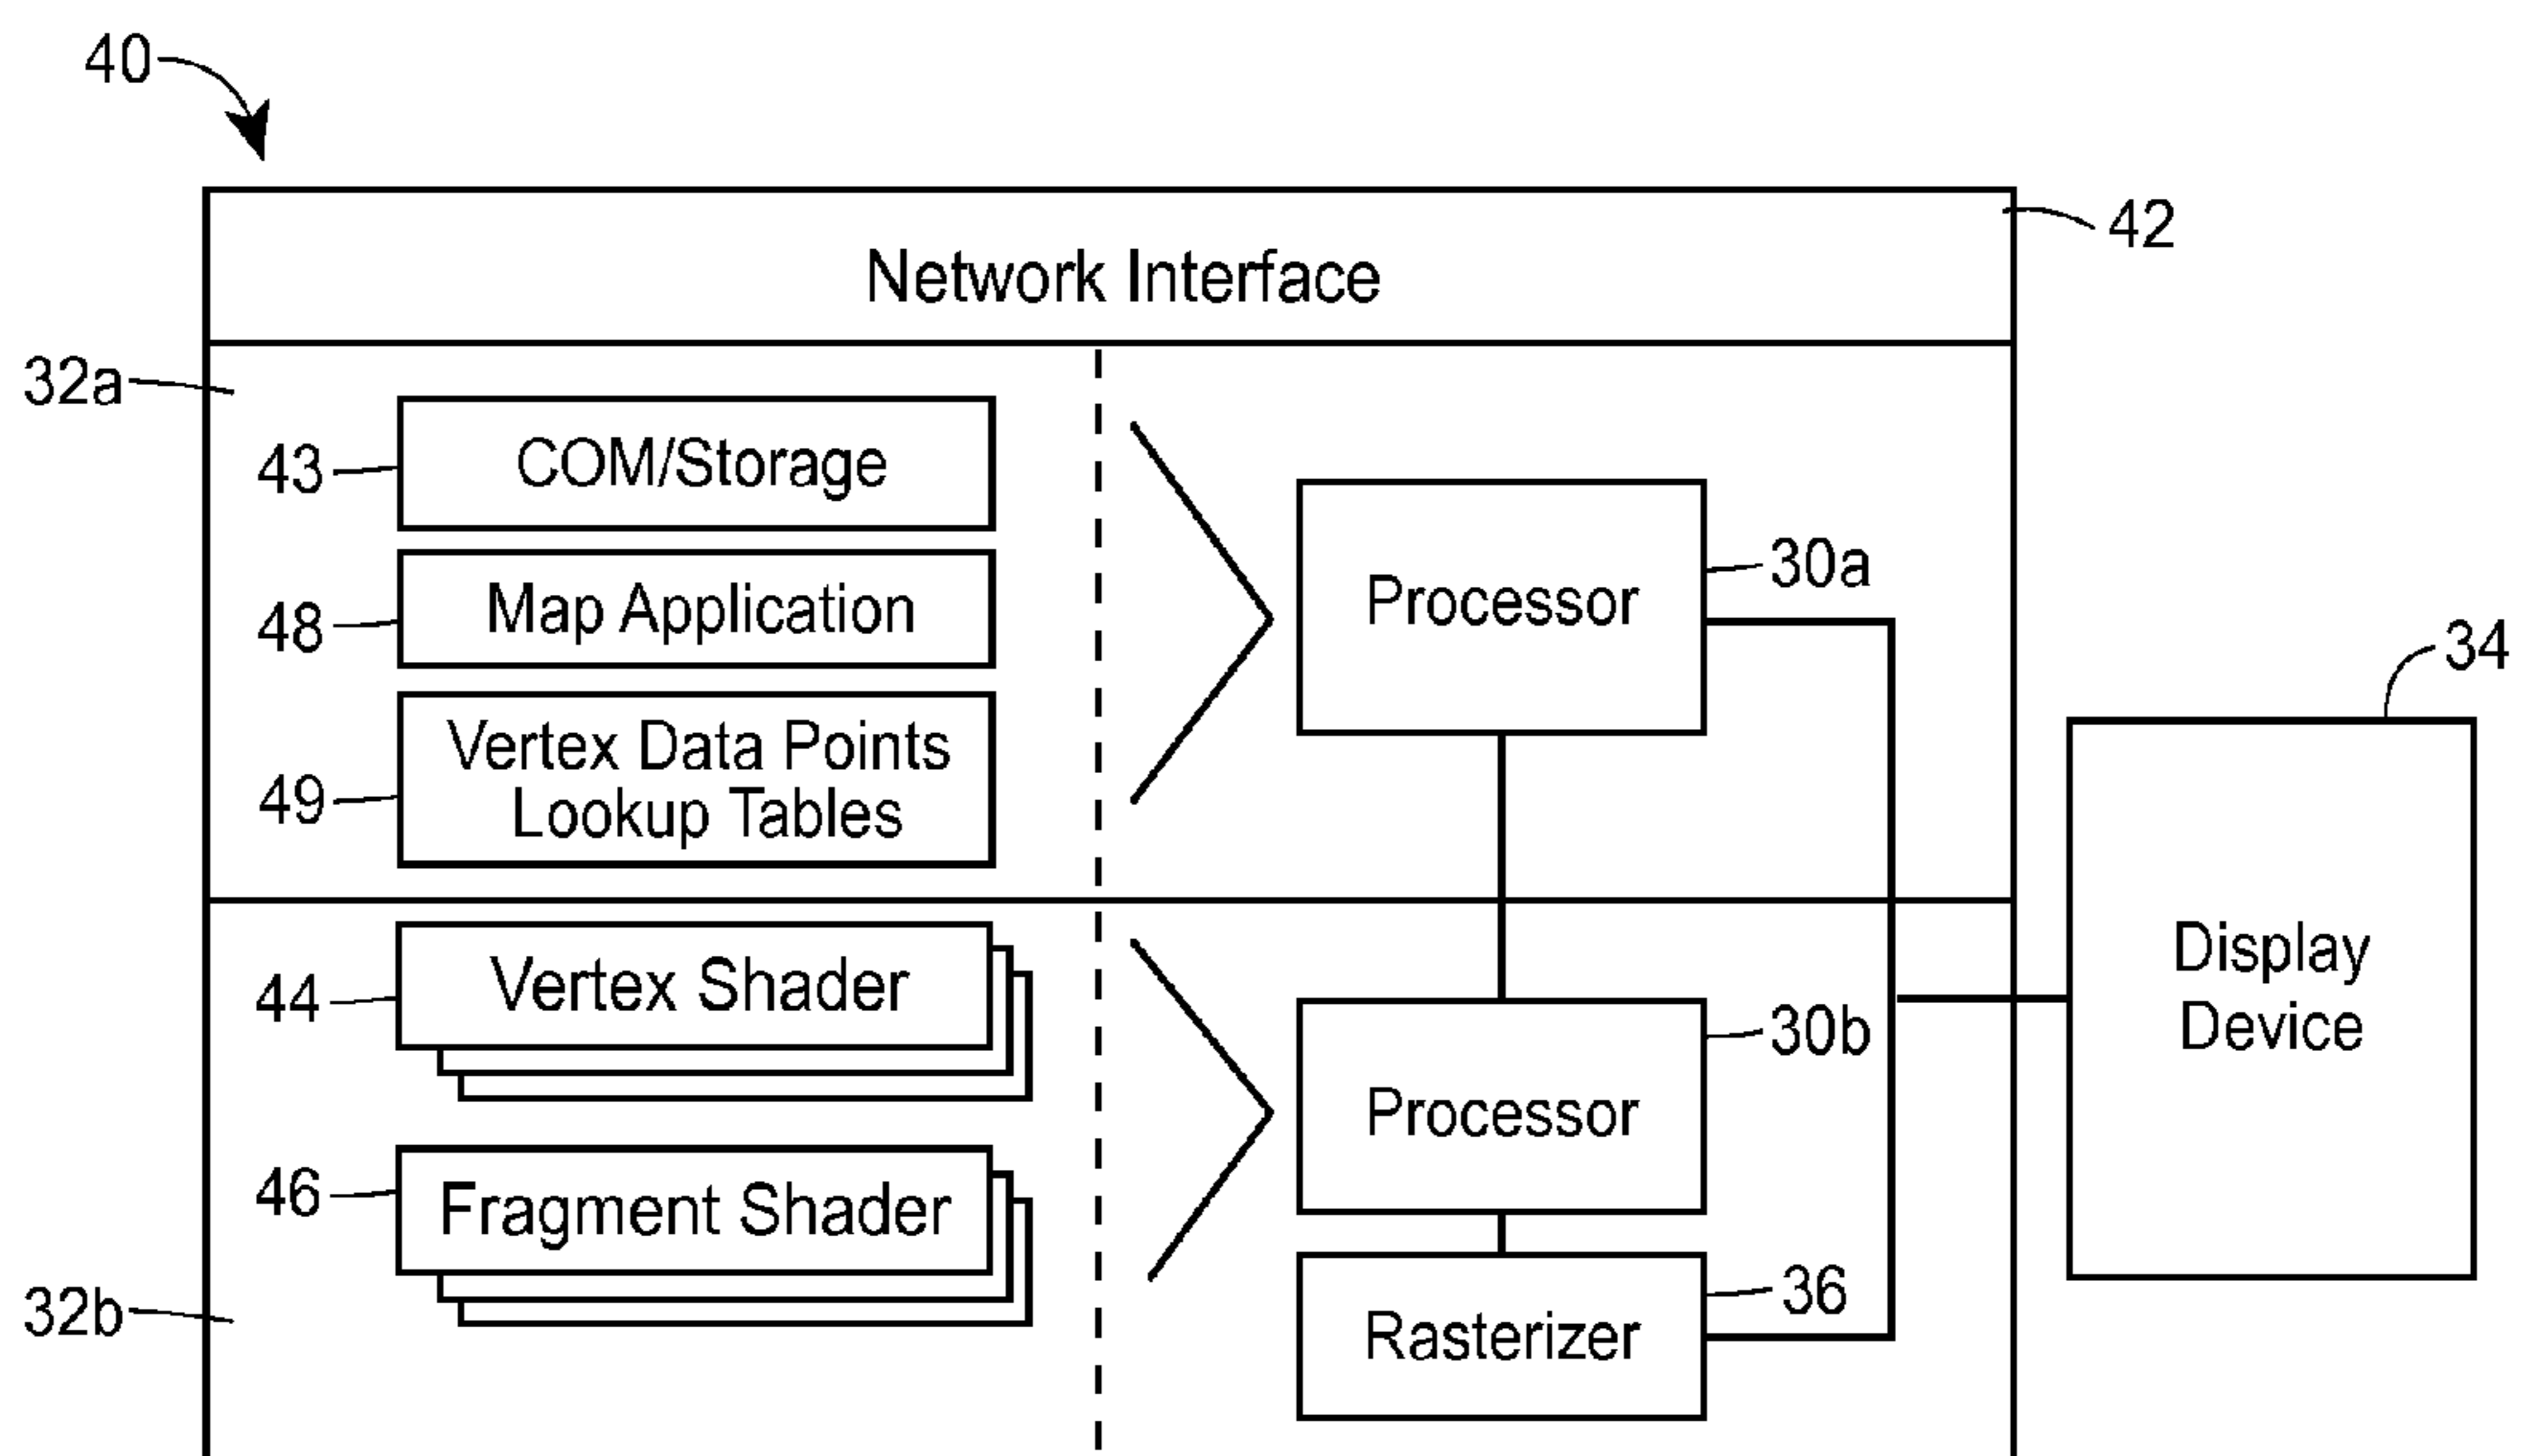 40
42
Network Interface
32a
43
COM/Storage
48
Map Application
49
Vertex Data Points
Lookup Tables
Processor
30a
34
Display
Device
44
Vertex Shader
46
Fragment Shader
32b
30b
Processor
36
Rasterizer